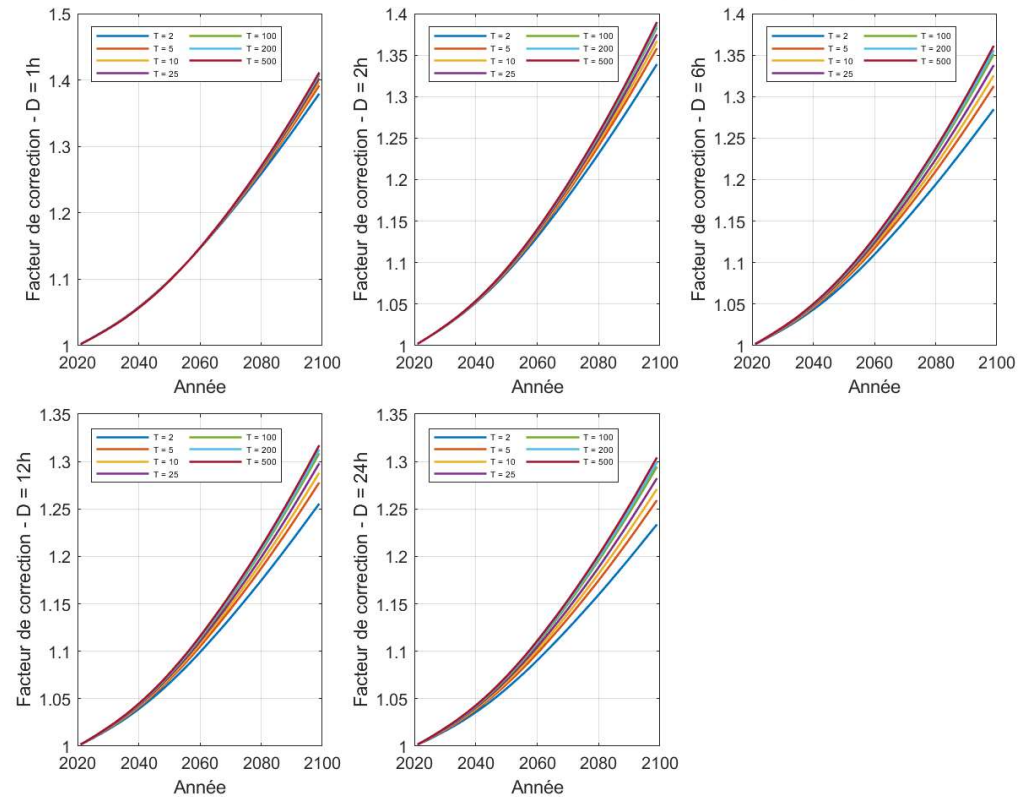 Facteur de correction - D = 1h
1.5
1.4
1.3
1.2
1.1
1
T = 2 T = 100
T = 5 T = 200
T = 10 T = 500
T = 25
2020 2040 2060 2080 2100
Année
Facteur de correction - D = 2h
1.4
1.35
1.3
1.25
1.2
1.15
1.1
1.05
1
T = 2 T = 100
T = 5 T = 200
T = 10 T = 500
T = 25
2020 2040 2060 2080 2100
Année
Facteur de correction - D = 6h
1.4
1.35
1.3
1.25
1.2
1.15
1.1
1.05
1
T = 2 T = 100
T = 5 T = 200
T = 10 T = 500
T = 25
2020 2040 2060 2080 2100
Année
Facteur de correction - D = 12h
1.35
1.3
1.25
1.2
1.15
1.1
1.05
1
T = 2 T = 100
T = 5 T = 200
T = 10 T = 500
T = 25
2020 2040 2060 2080 2100
Année
Facteur de correction - D = 24h
1.35
1.3
1.25
1.2
1.15
1.1
1.05
1
T = 2 T = 100
T = 5 T = 200
T = 10 T = 500
T = 25
2020 2040 2060 2080 2100
Année